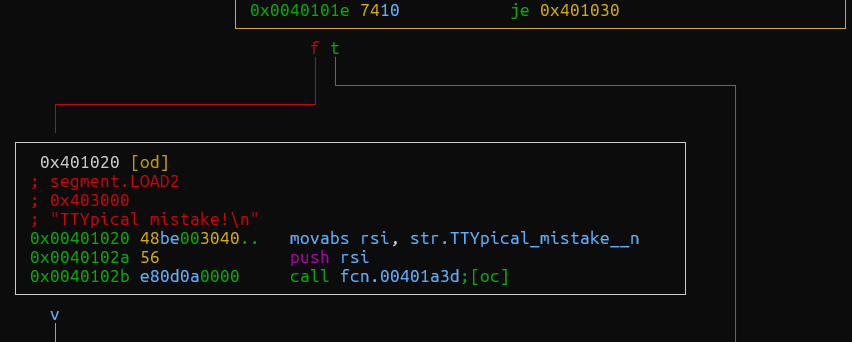 0x0040101e 7410 je 0x401030
f t
0x401020 [od]
; segment.LOAD2
; 0x403000
; "TTYpical mistake!\n"
0x00401020 48be003040.. movabs rsi, str.TTYpical_mistake__n
0x0040102a 56 push rsi
0x0040102b e80d0a0000 call fcn.00401a3d;[oc]
v